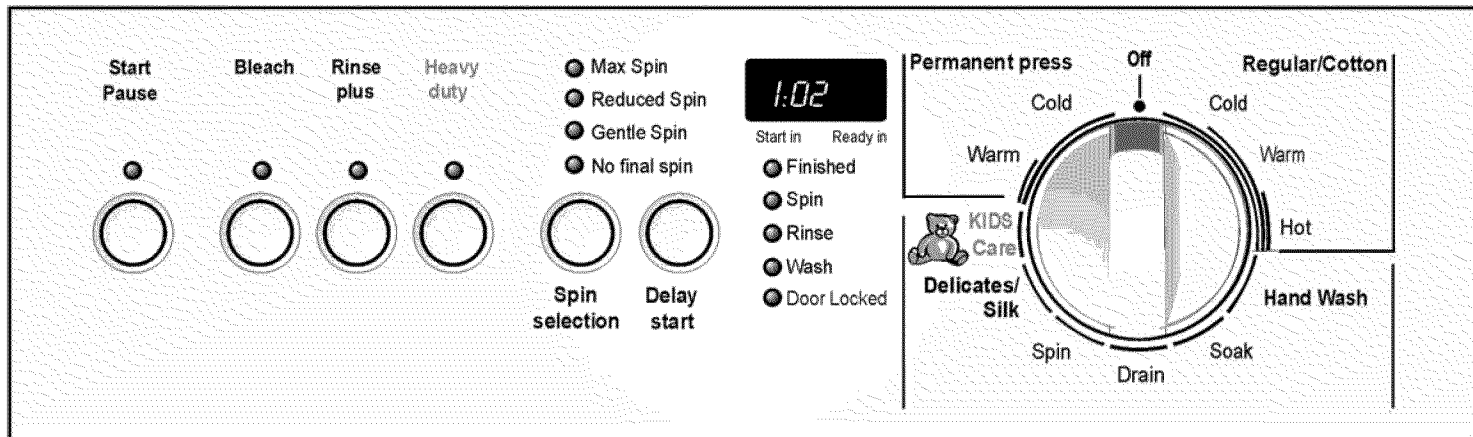 Start
Pause
Bleach
Rinse
plus
Heavy
duty
Max Spin
Reduced Spin
Gentle Spin
No final spin
Spin
selection
Delay
start
1:02
Start in Ready in
Finished
Spin
Rinse
Wash
Door Locked
Permanent press
Off
Regular/Cotton
Cold
Cold
Warm
Warm
KIDS
Care
Hot
Delicates/
Silk
Hand Wash
Spin
Soak
Drain